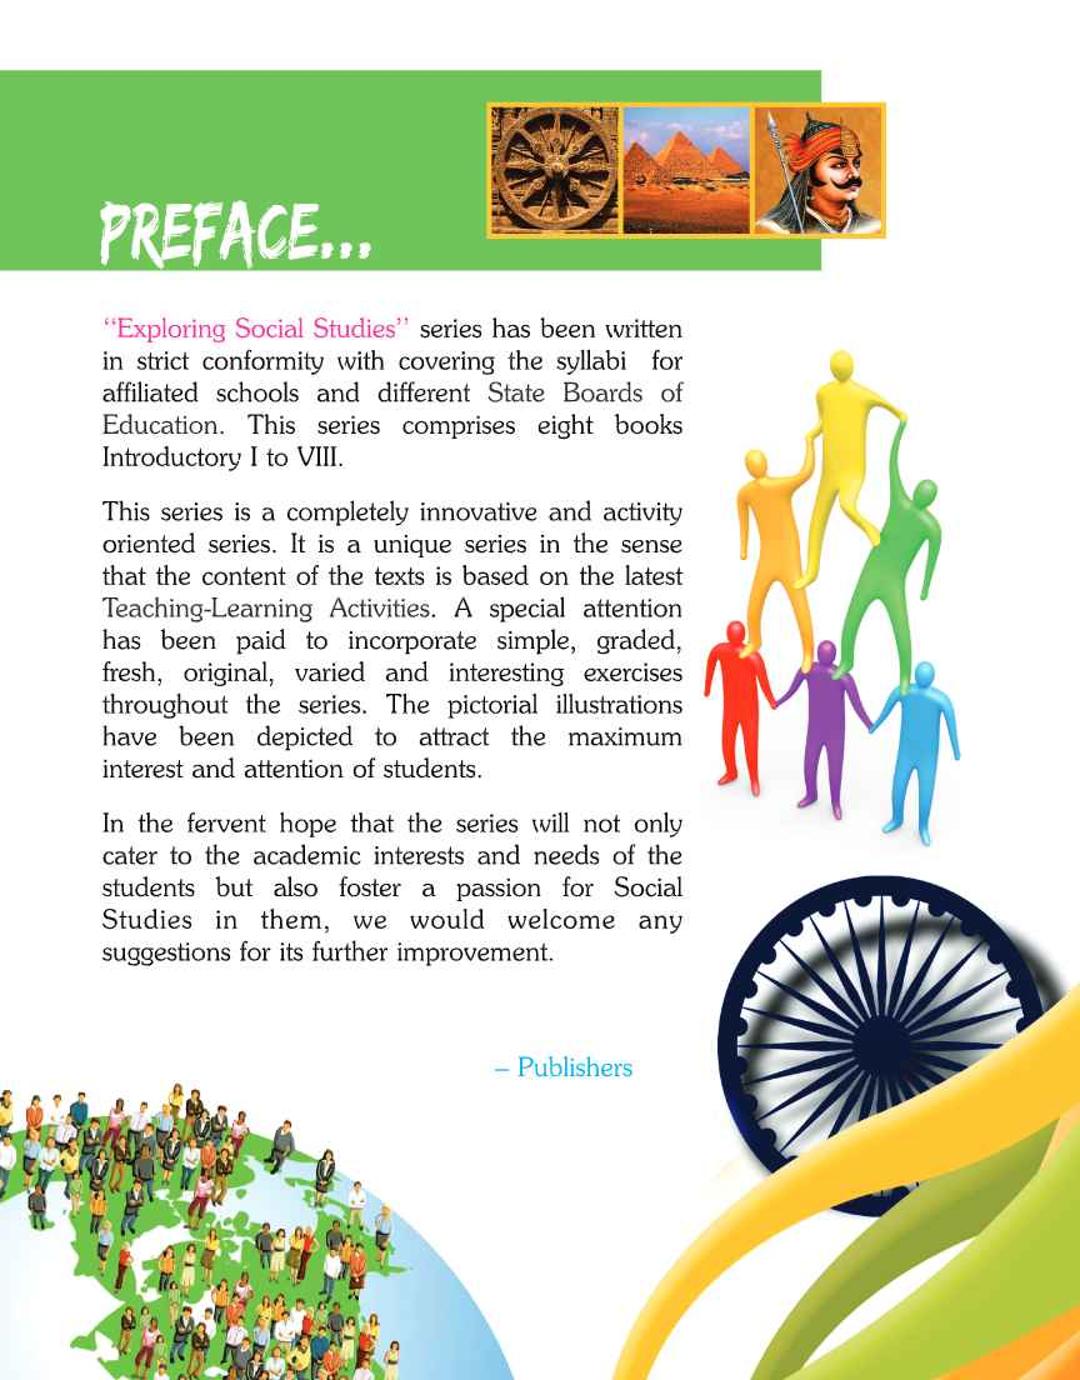 PREFACE...
“Exploring Social Studies” series has been written
in strict conformity with covering the syllabi for
affiliated schools and different State Boards of
Education. This series comprises eight books
Introductory I to VIII.
This series is a completely innovative and activity
oriented series. It is a unique series in the sense
that the content of the texts is based on the latest
Teaching-Learning Activities. A special attention
has been paid to incorporate simple, graded,
fresh, original, varied and interesting exercises
throughout the series. The pictorial illustrations
have been depicted to attract the maximum
interest and attention of students.
In the fervent hope that the series will not only
cater to the academic interests and needs of the
students but also foster a passion for Social
Studies in them, we would welcome any
suggestions for its further improvement.
– Publishers